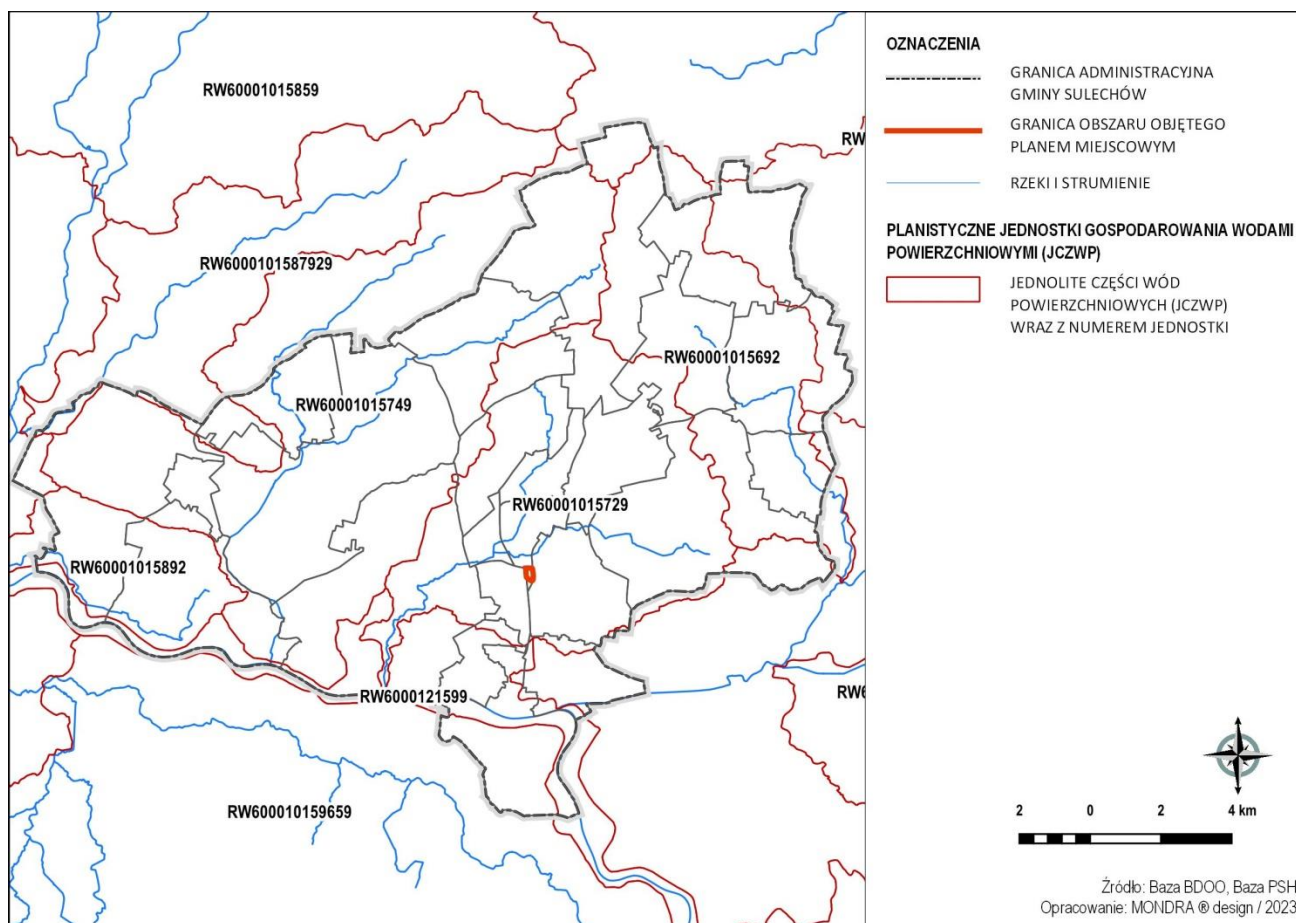 RW60001015859
RW
RW6000101587929
RW60001015692
RW60001015749
RW60001015729
RW60001015892
RW6000121599
RW6
RW600010159659
OZNACZENIA
GRANICA ADMINISTRACYJNA
GMINY SULECHÓW
GRANICA OBSZARU OBJĘTEGO
PLANEM MIEJSCOWYM
RZEKI I STRUMIENIE
PLANISTYCZNE JEDNOSTKI GOSPODAROWANIA WODAMI
POWIERZCHNIOWYMI (JCZWP)
JEDNOLITE CZĘŚCI WÓD
POWIERZCHNIOWYCH (JCZWP)
WRAZ Z NUMEREM JEDNOSTKI
2 0 2 4 km
Źródło: Baza BDOO, Baza PSH
Opracowanie: MONDRA ® design / 2023